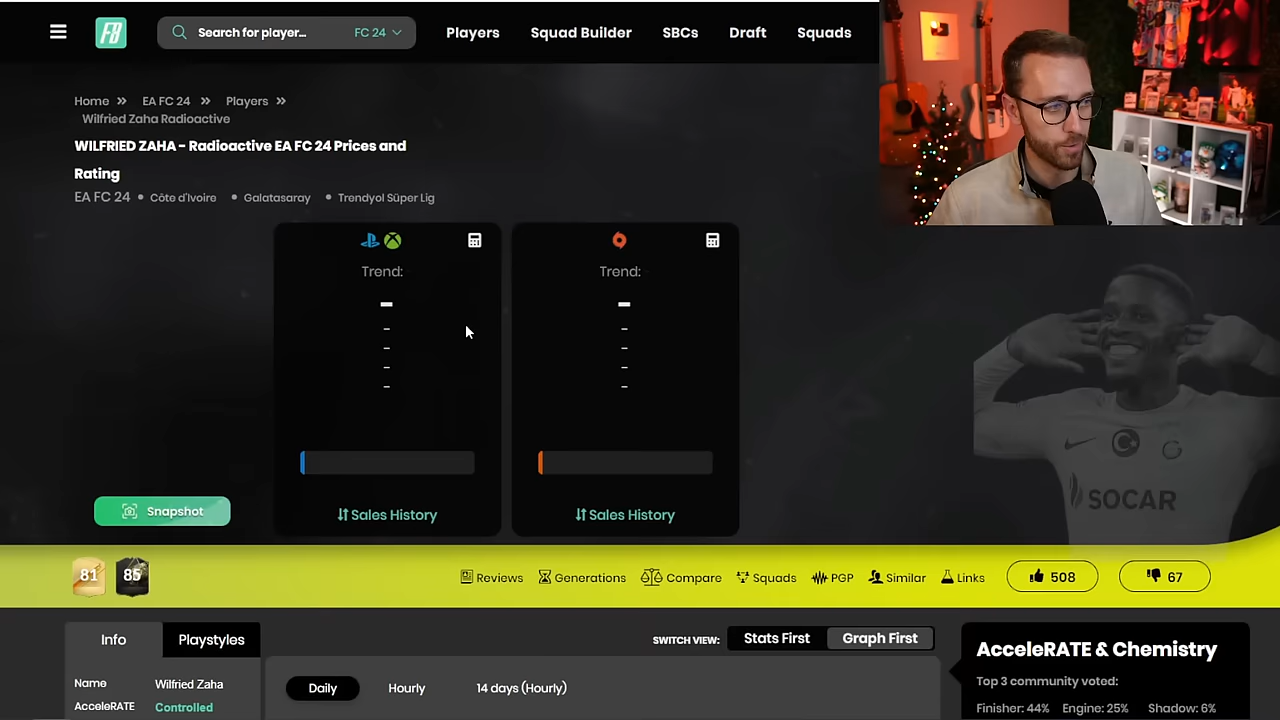 FB
Search for player...
FC 24
Players
Squad Builder
SBCs
Draft
Squads
Home » EA FC 24 » Players »
Wilfried Zaha Radioactive
WILFRIED ZAHA - Radioactive EA FC 24 Prices and
Rating
EA FC 24 • Côte d'Ivoire • Galatasaray • Trendyol Süper Lig
Trend:
Trend:
-
-
-
-
-
-
-
-
-
-
Sales History
Sales History
Snapshot
SOCAR
81
85
Reviews
Generations
Compare
Squads
PGP
Similar
Links
508
67
Info
Playstyles
SWITCH VIEW:
Stats First
Graph First
AcceleRATE & Chemistry
Top 3 community voted:
Name
Wilfried Zaha
Daily
Hourly
14 days (Hourly)
AcceleRATE
Controlled
Finisher: 44%
Engine: 25%
Shadow: 6%